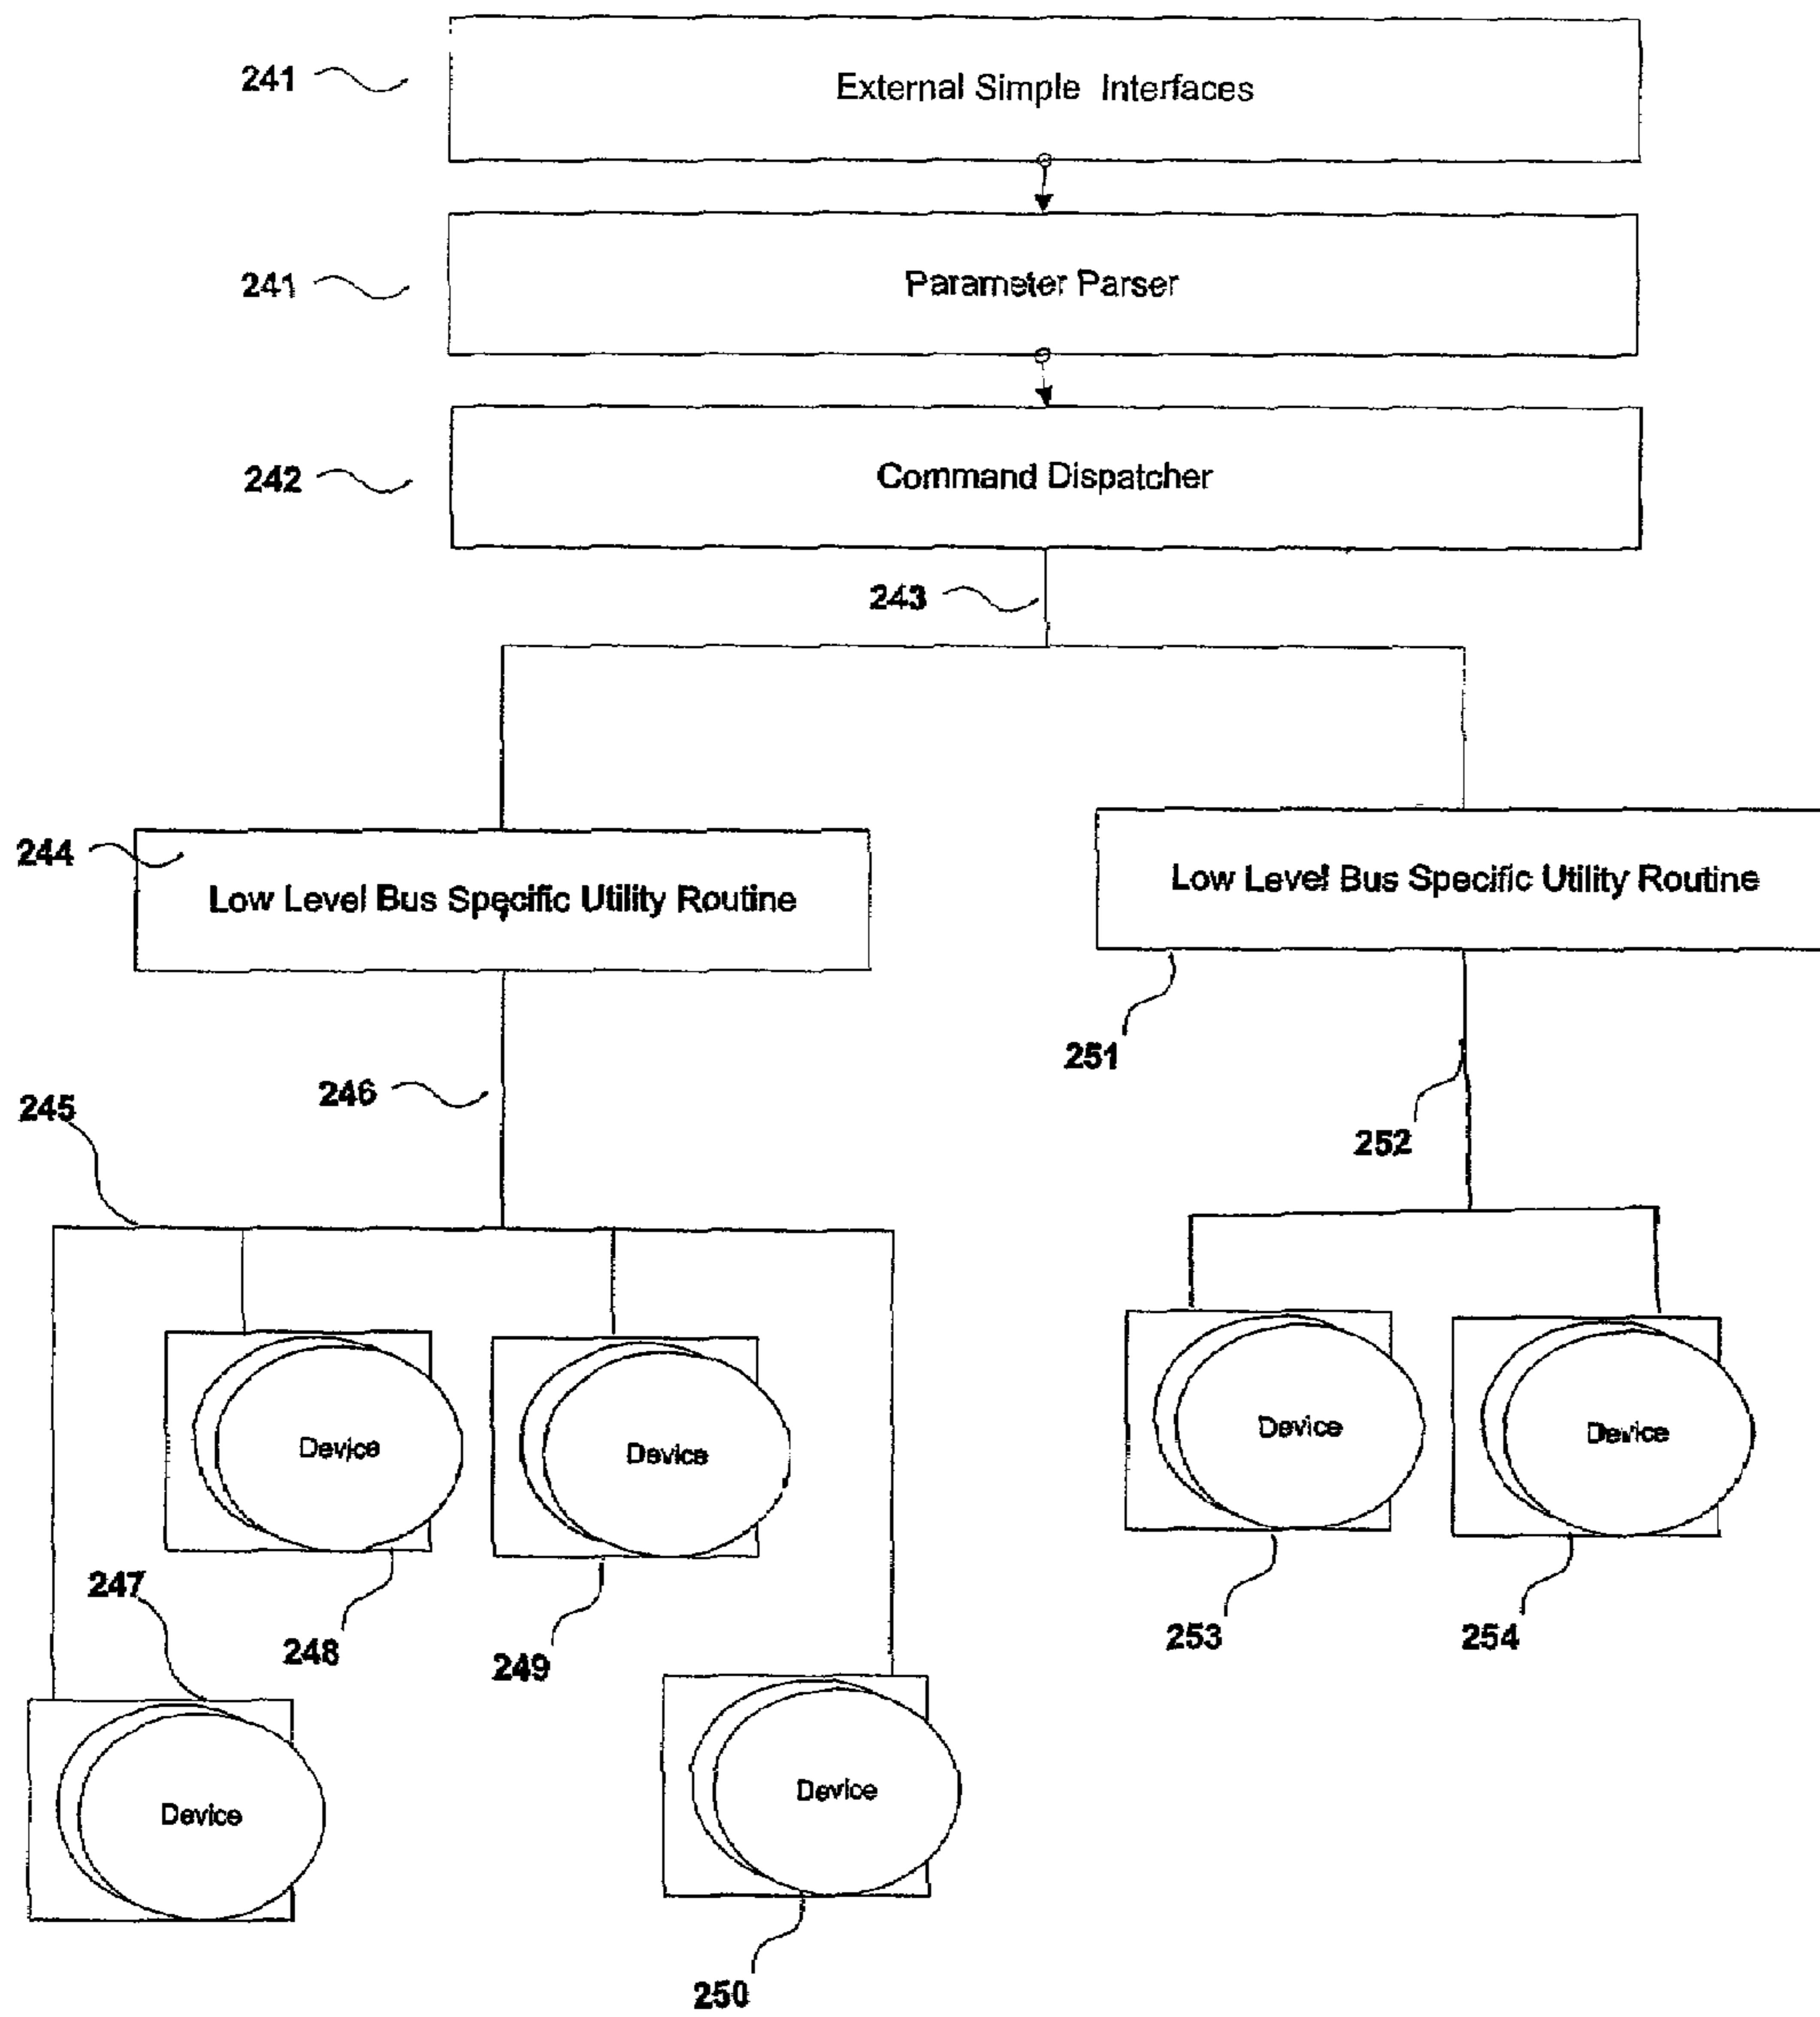 241
External Simple Interfaces
241
Parameter Parser
242
Command Dispatcher
243
244
Low Level Bus Specific Utility Routine
Low Level Bus Specific Utility Routine
251
246
245
252
Device
Device
Device
Device
247
248
249
253
254
Device
Device
250